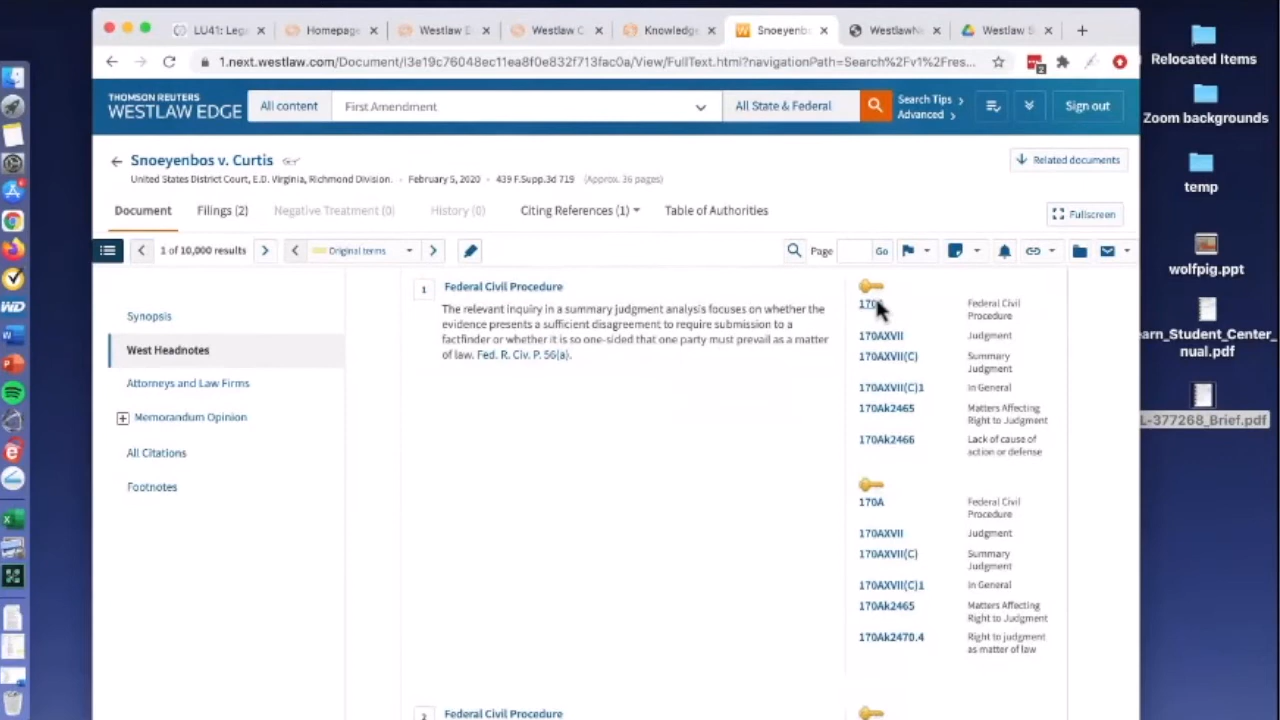 LU41: Leg
Homepage
Westlaw E
Westlaw C
Knowledge
Snoeyenb
Westlaw
Westlaw S
1.next.westlaw.com/Document/I3e19c76048ec11ea8f0e832f713fac0a/View/FullText.html?navigationPath=Search%2Fv1%2Fres...
2
THOMSON REUTERS
WESTLAW EDGE
All content
First Amendment
All State & Federal
Search Tips
Advanced
Sign out
Snoeyenbos v. Curtis
Related documents
United States District Court, E.D. Virginia, Richmond Division. · February 5, 2020 · 439 F.Supp.3d 719 (Approx. 36 pages)
Document
Filings (2)
Negative Treatment (0)
History (0)
Citing References (1)
Table of Authorities
Fullscreen
1 of 10,000 results
Original terms
Page
Go
Synopsis
West Headnotes
Attorneys and Law Firms
Memorandum Opinion
All Citations
Footnotes
1
Federal Civil Procedure
The relevant inquiry in a summary judgment analysis focuses on whether the
evidence presents a sufficient disagreement to require submission to a
factfinder or whether it is so one-sided that one party must prevail as a matter
of law. Fed. R. Civ. P. 56(a).
170A Federal Civil
Procedure
170AXVII Judgment
170AXVII(C) Summary
Judgment
170AXVII(C)1 In General
170Ak2465 Matters Affecting
Right to Judgment
170Ak2466 Lack of cause of
action or defense
170A Federal Civil
Procedure
170AXVII Judgment
170AXVII(C) Summary
Judgment
170AXVII(C)1 In General
170Ak2465 Matters Affecting
Right to Judgment
170Ak2470.4 Right to judgment
as matter of law
2
Federal Civil Procedure
Relocated Items
Zoom backgrounds
temp
wolfpig.ppt
earn_Student_Center_
nual.pdf
L-377268_Brief.pdf
WD